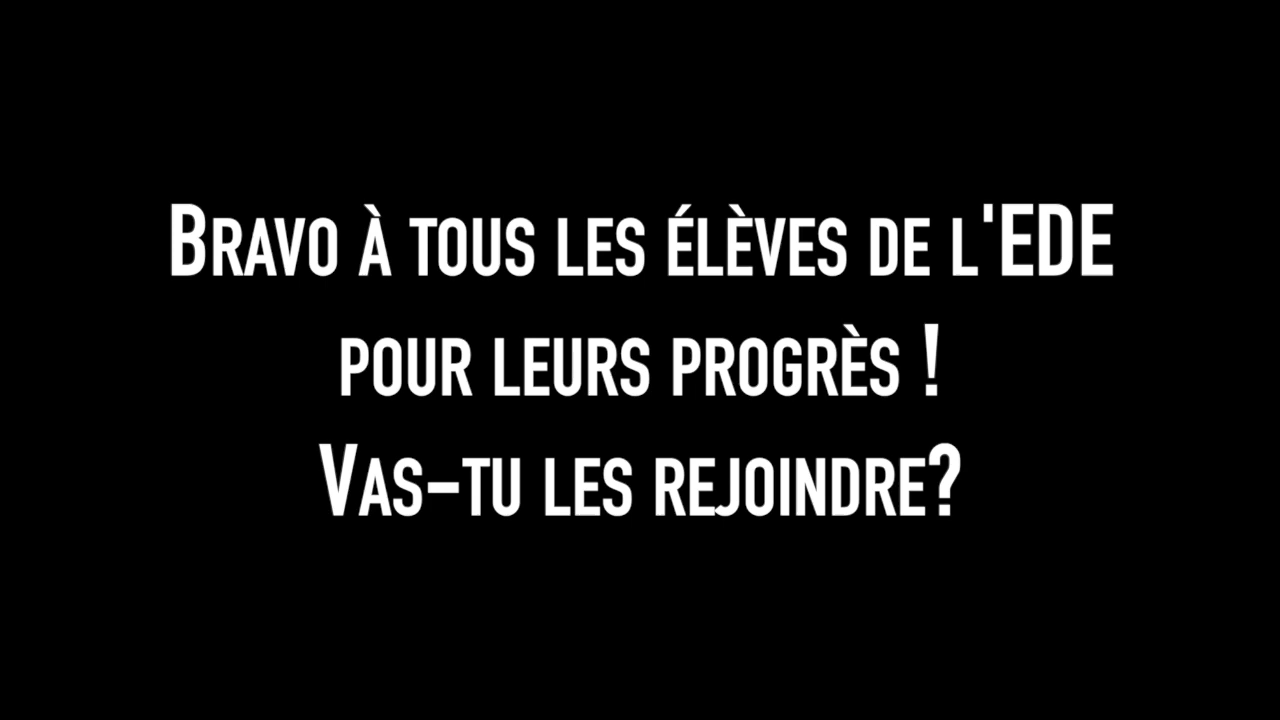 Bravo à tous les élèves de l'EDE
pour leurs progrès !
Vas-tu les rejoindre?